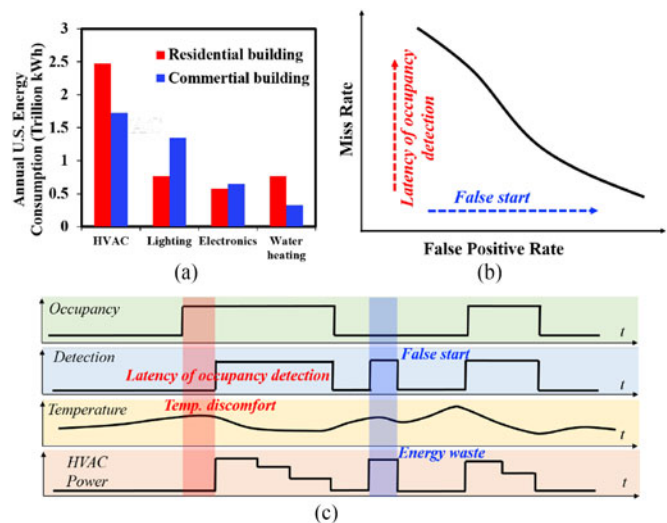 Annual U.S. Energy
Consumption (Trillion kWh)
3
2.5
2
1.5
1
0.5
0
Residential building
Commertial building
HVAC
Lighting
Electronics
Water
heating
(a)
Miss Rate
Latency of occupancy
detection
False start
False Positive Rate
(b)
Occupancy
t
Detection
False start
Latency of occupancy detection
t
Temp. discomfort
Temperature
t
HVAC
Power
Energy waste
t
(c)